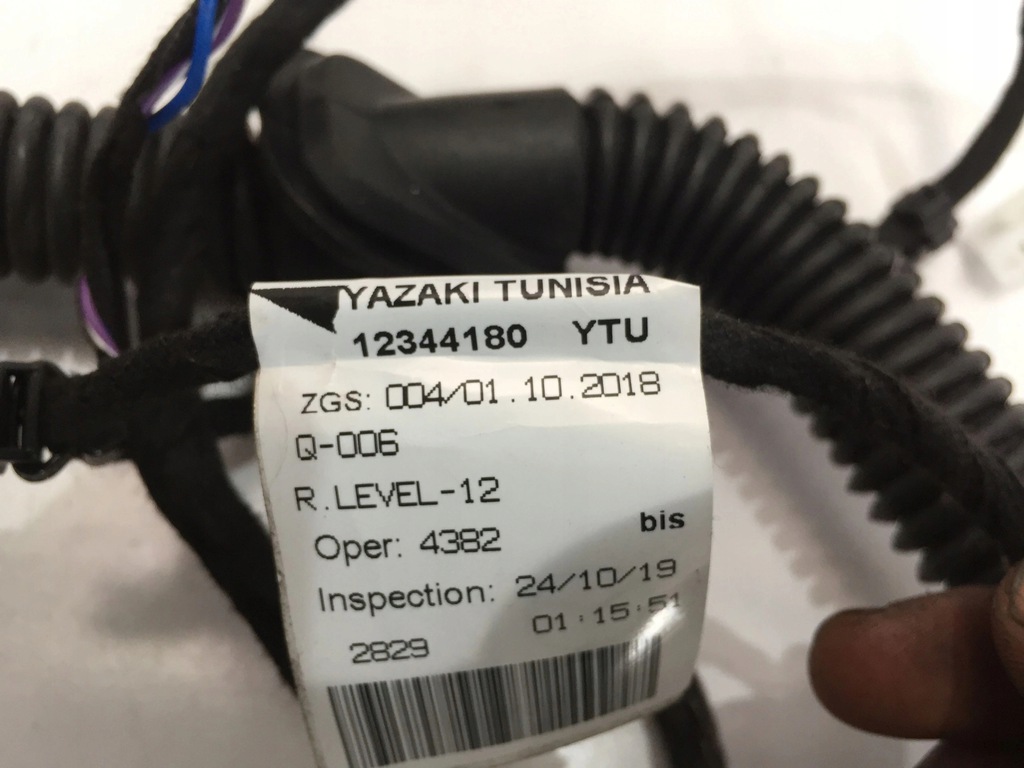 YAZAKI TUNISIA
12344180 YTU
ZGS: 004/01.10.2018
Q-006
R.LEVEL-12
bis
Oper: 4382
Inspection: 24/10/19
01:15:51
2829